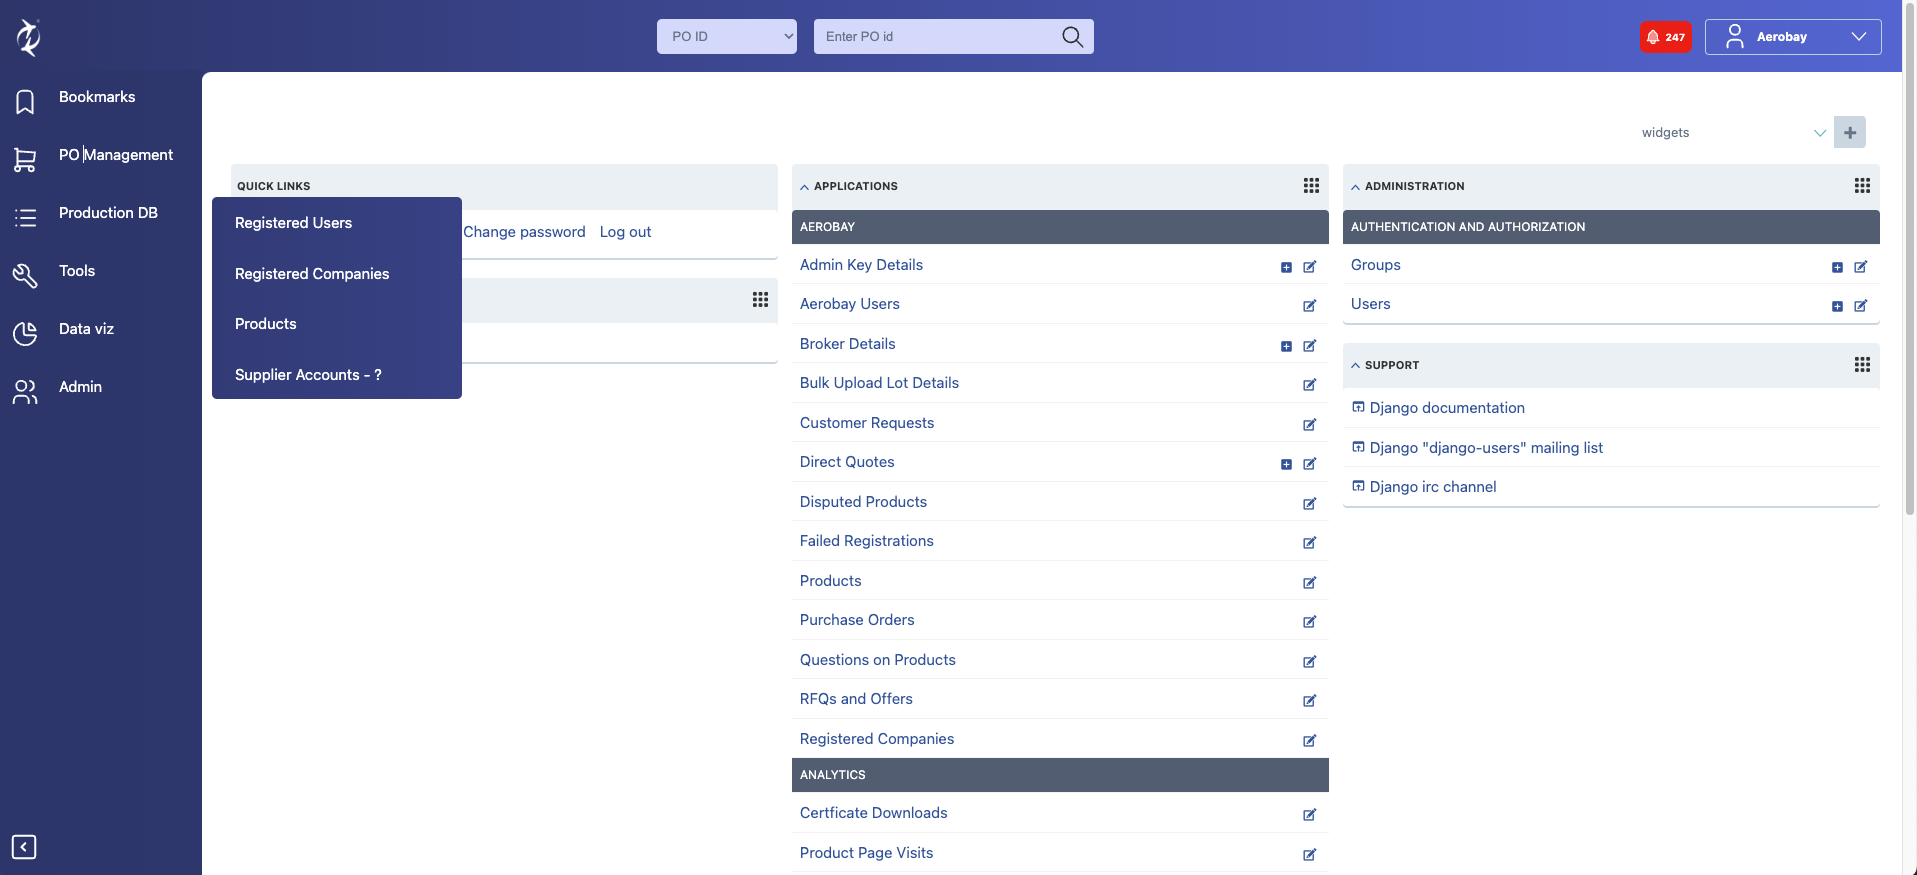 PO ID
Enter PO id
247
Aerobay
Bookmarks
PO Management
Production DB
Tools
Data viz
Admin
widgets
QUICK LINKS
Change password
Log out
Registered Users
Registered Companies
Products
Supplier Accounts - ?
APPLICATIONS
AEROBAY
Admin Key Details
Aerobay Users
Broker Details
Bulk Upload Lot Details
Customer Requests
Direct Quotes
Disputed Products
Failed Registrations
Products
Purchase Orders
Questions on Products
RFQs and Offers
Registered Companies
ANALYTICS
Certficate Downloads
Product Page Visits
ADMINISTRATION
AUTHENTICATION AND AUTHORIZATION
Groups
Users
SUPPORT
Django documentation
Django "django-users" mailing list
Django irc channel